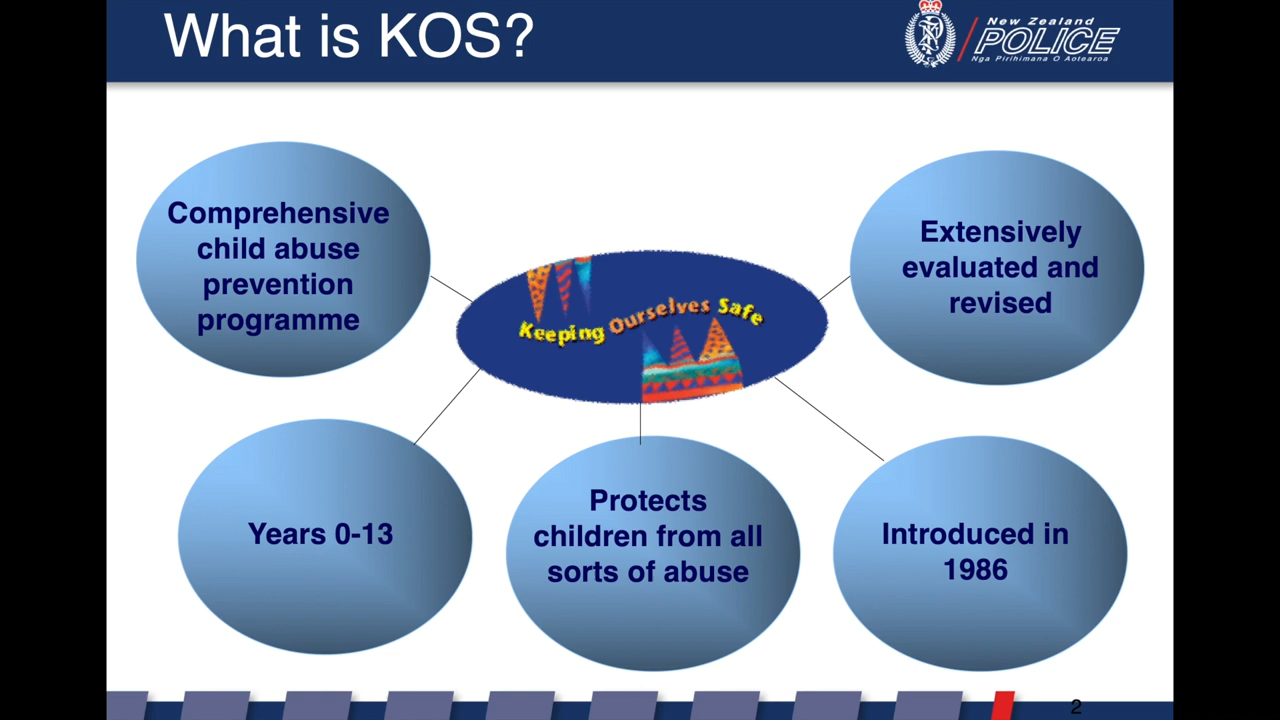 What is KOS?
New Zealand
POLICE
Nga Pirihimana O Aotearoa
Comprehensive
child abuse
prevention
programme
Extensively
evaluated and
revised
Keeping Ourselves Safe
Years 0-13
Protects
children from all
sorts of abuse
Introduced in
1986
2